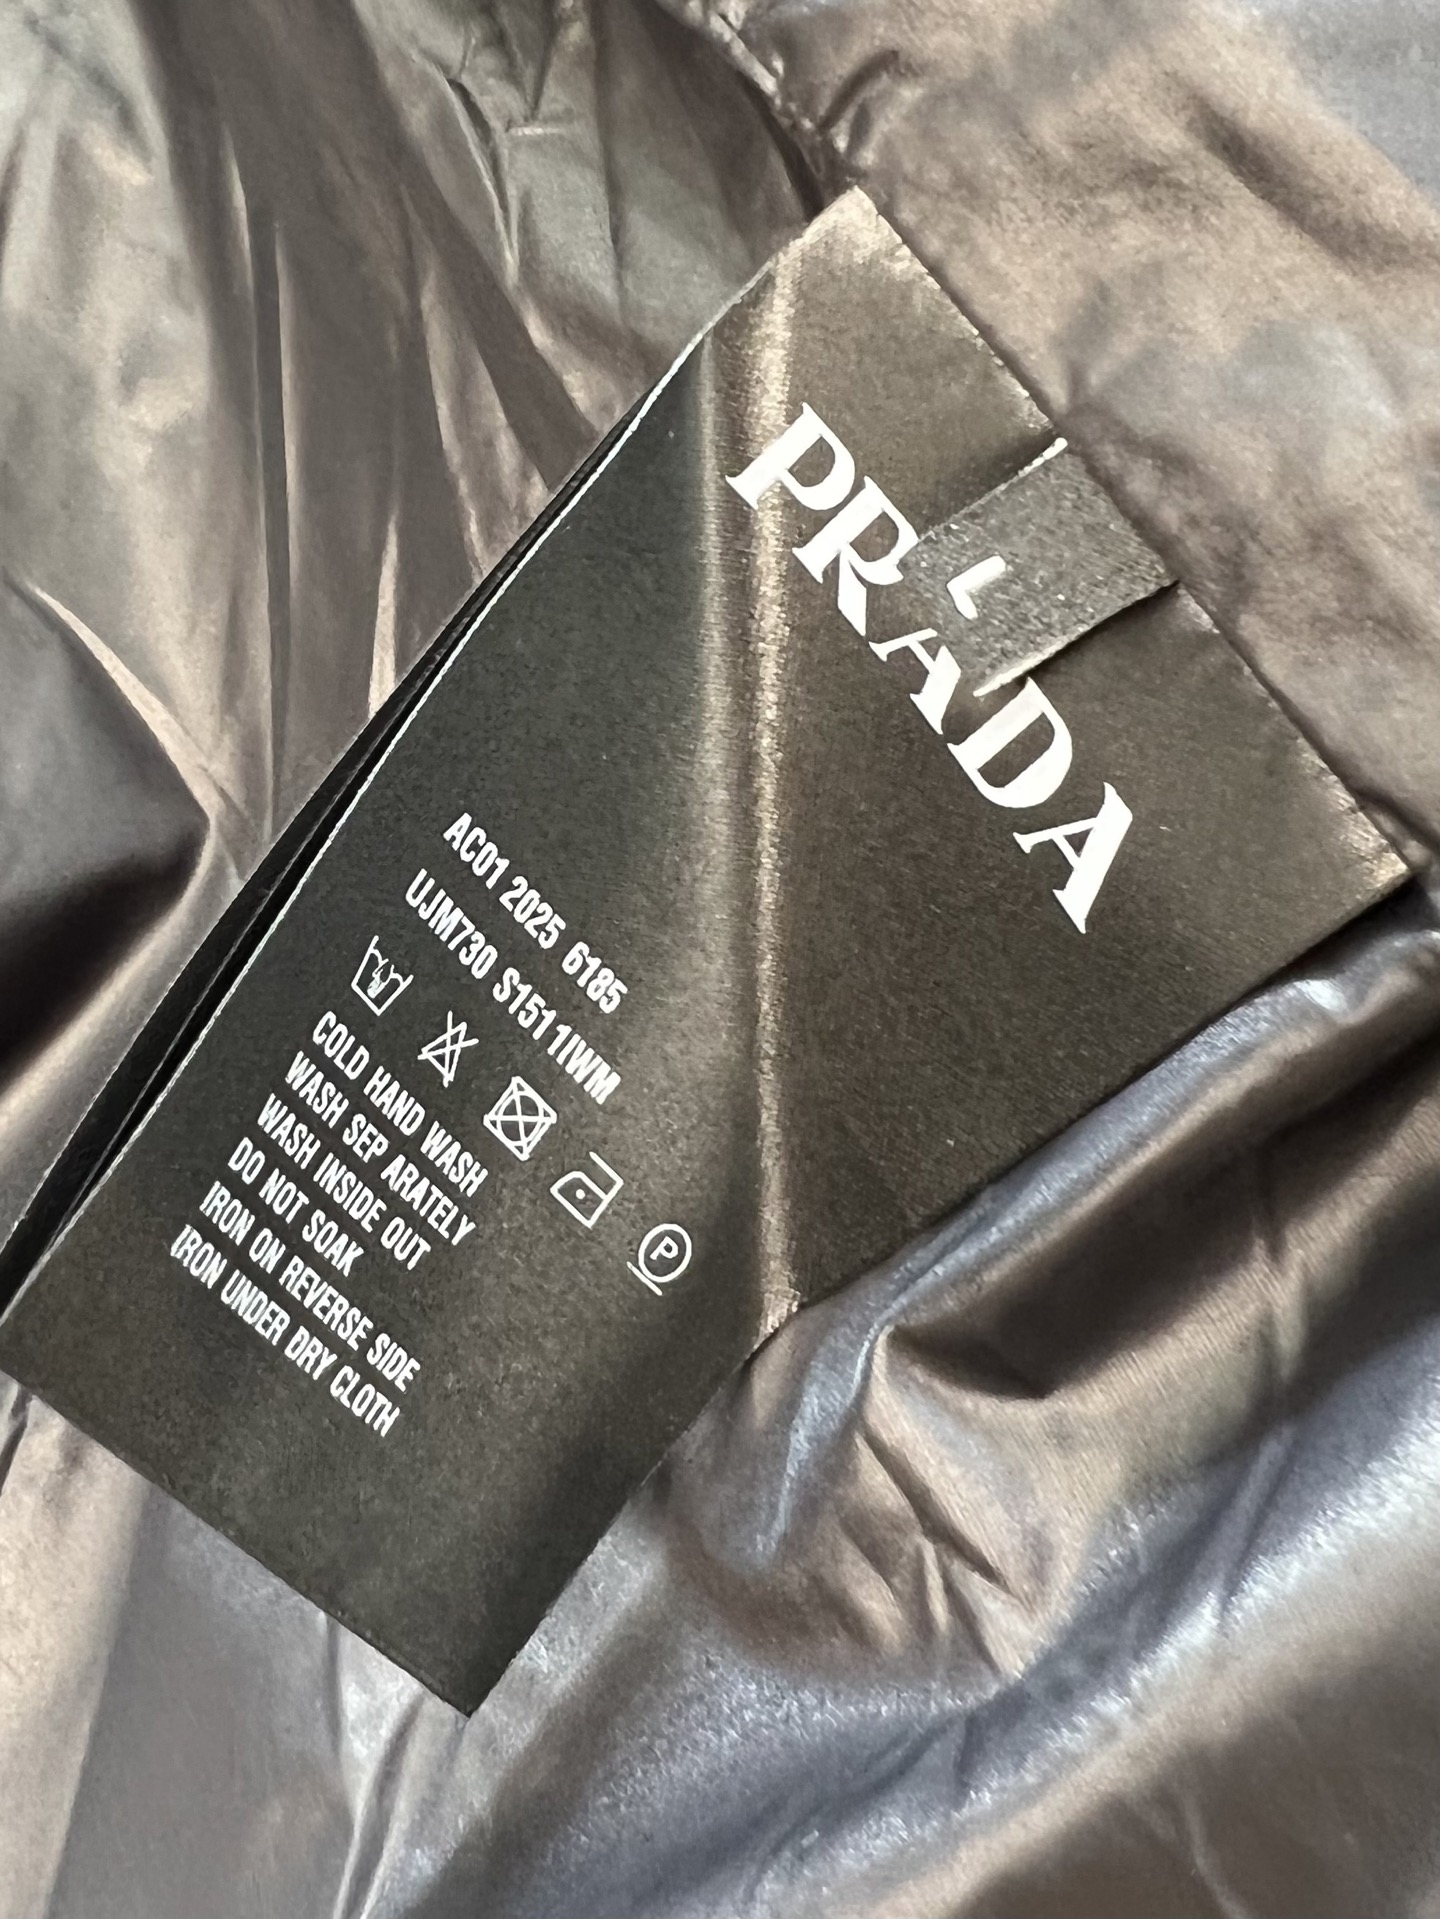 PRADA
L
AC01 2025 6185
UJM730 S1511IWM
P
COLD HAND WASH
WASH SEP ARATELY
WASH INSIDE OUT
DO NOT SOAK
IRON ON REVERSE SIDE
IRON UNDER DRY CLOTH